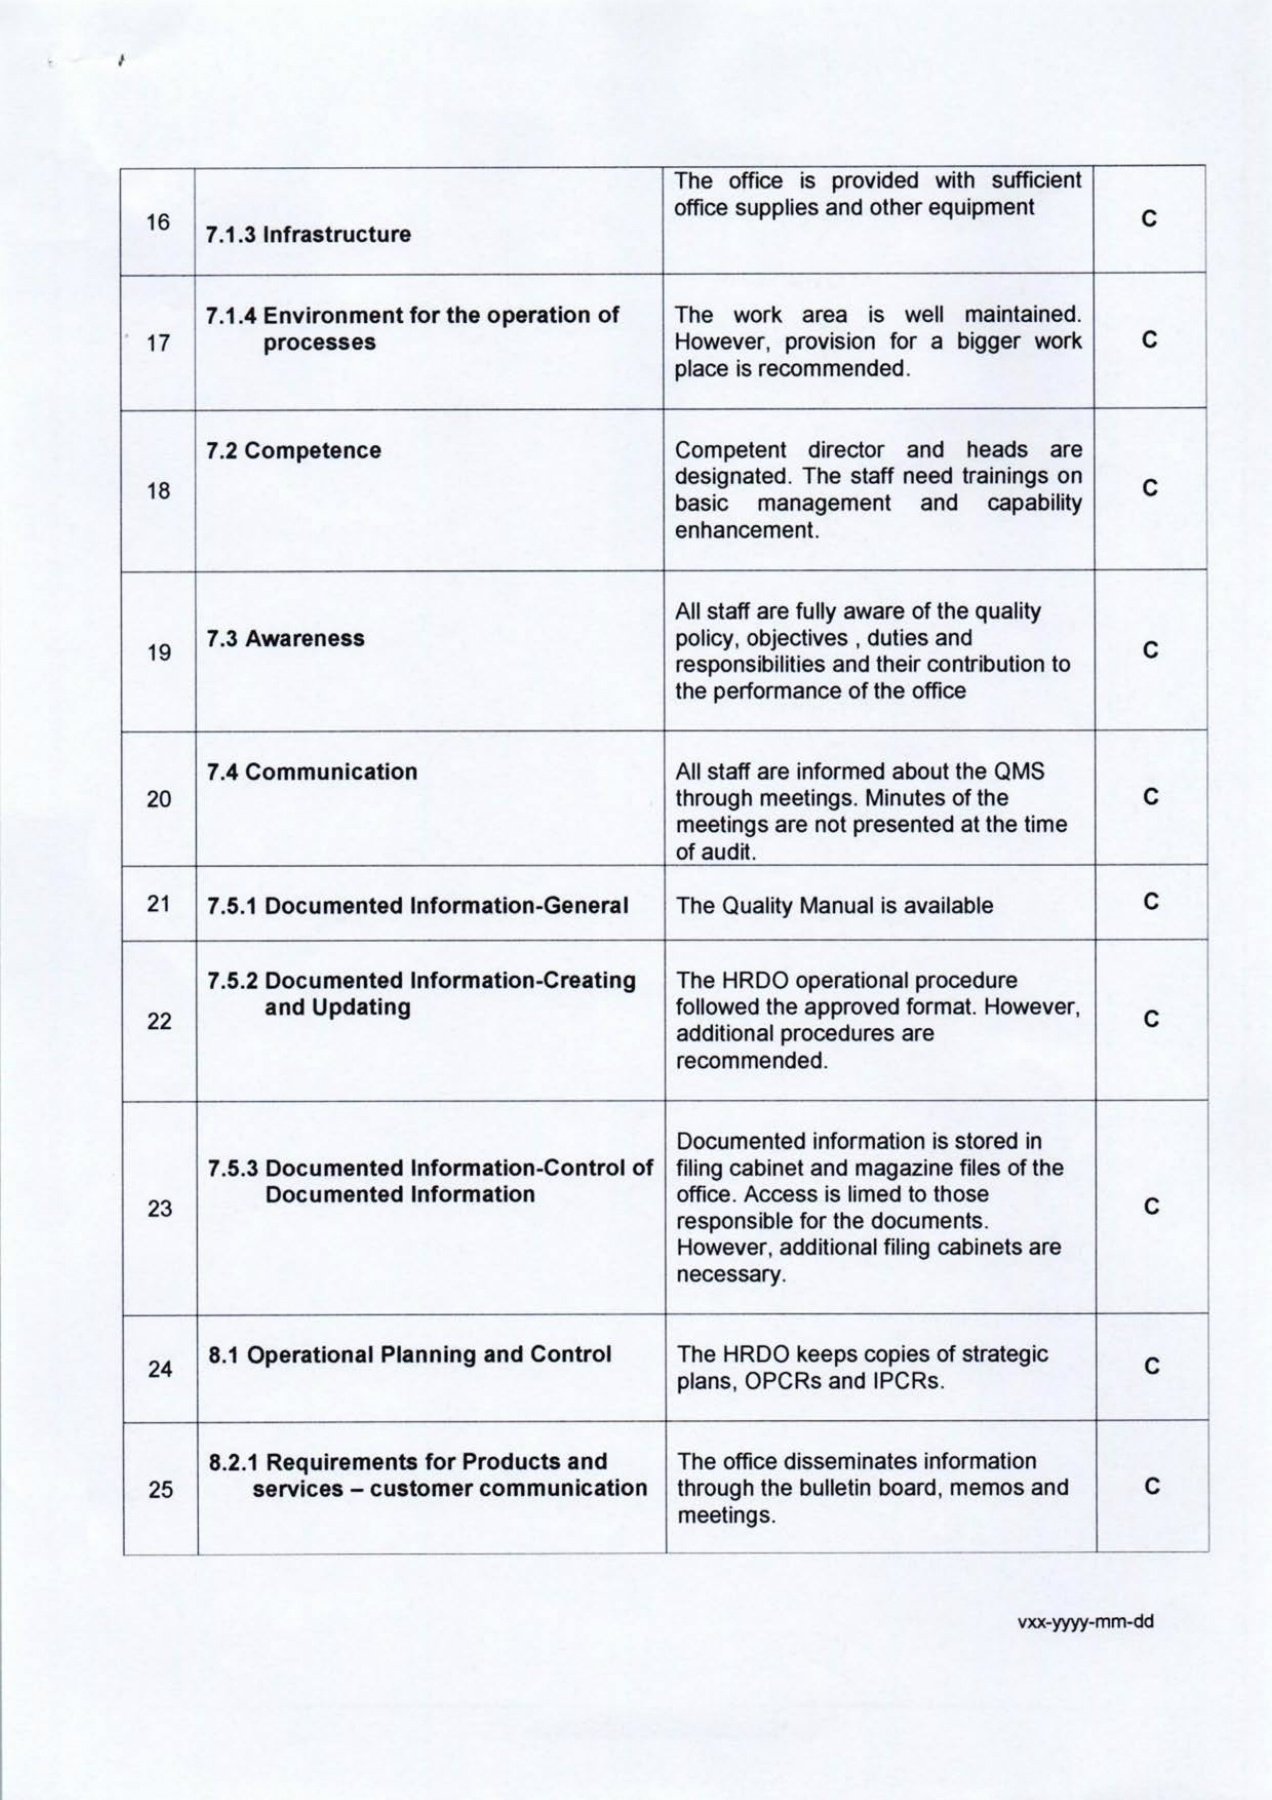 16
7.1.3 Infrastructure
The office is provided with sufficient
office supplies and other equipment
C
17
7.1.4 Environment for the operation of
processes
The work area is well maintained.
However, provision for a bigger work
place is recommended.
C
18
7.2 Competence
Competent director and heads are
designated. The staff need trainings on
basic management and capability
enhancement.
C
19
7.3 Awareness
All staff are fully aware of the quality
policy, objectives , duties and
responsibilities and their contribution to
the performance of the office
C
20
7.4 Communication
All staff are informed about the QMS
through meetings. Minutes of the
meetings are not presented at the time
of audit.
C
21
7.5.1 Documented Information-General
The Quality Manual is available
C
22
7.5.2 Documented Information-Creating
and Updating
The HRDO operational procedure
followed the approved format. However,
additional procedures are
recommended.
C
23
7.5.3 Documented Information-Control of
Documented Information
Documented information is stored in
filing cabinet and magazine files of the
office. Access is limed to those
responsible for the documents.
However, additional filing cabinets are
necessary.
C
24
8.1 Operational Planning and Control
The HRDO keeps copies of strategic
plans, OPCRs and IPCRs.
C
25
8.2.1 Requirements for Products and
services – customer communication
The office disseminates information
through the bulletin board, memos and
meetings.
C
vxx-yyyy-mm-dd